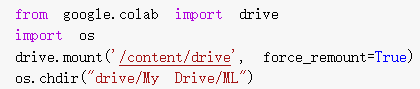 from google.colab import drive
import os
drive.mount('/content/drive', force_remount=True)
os.chdir("drive/My Drive/ML")